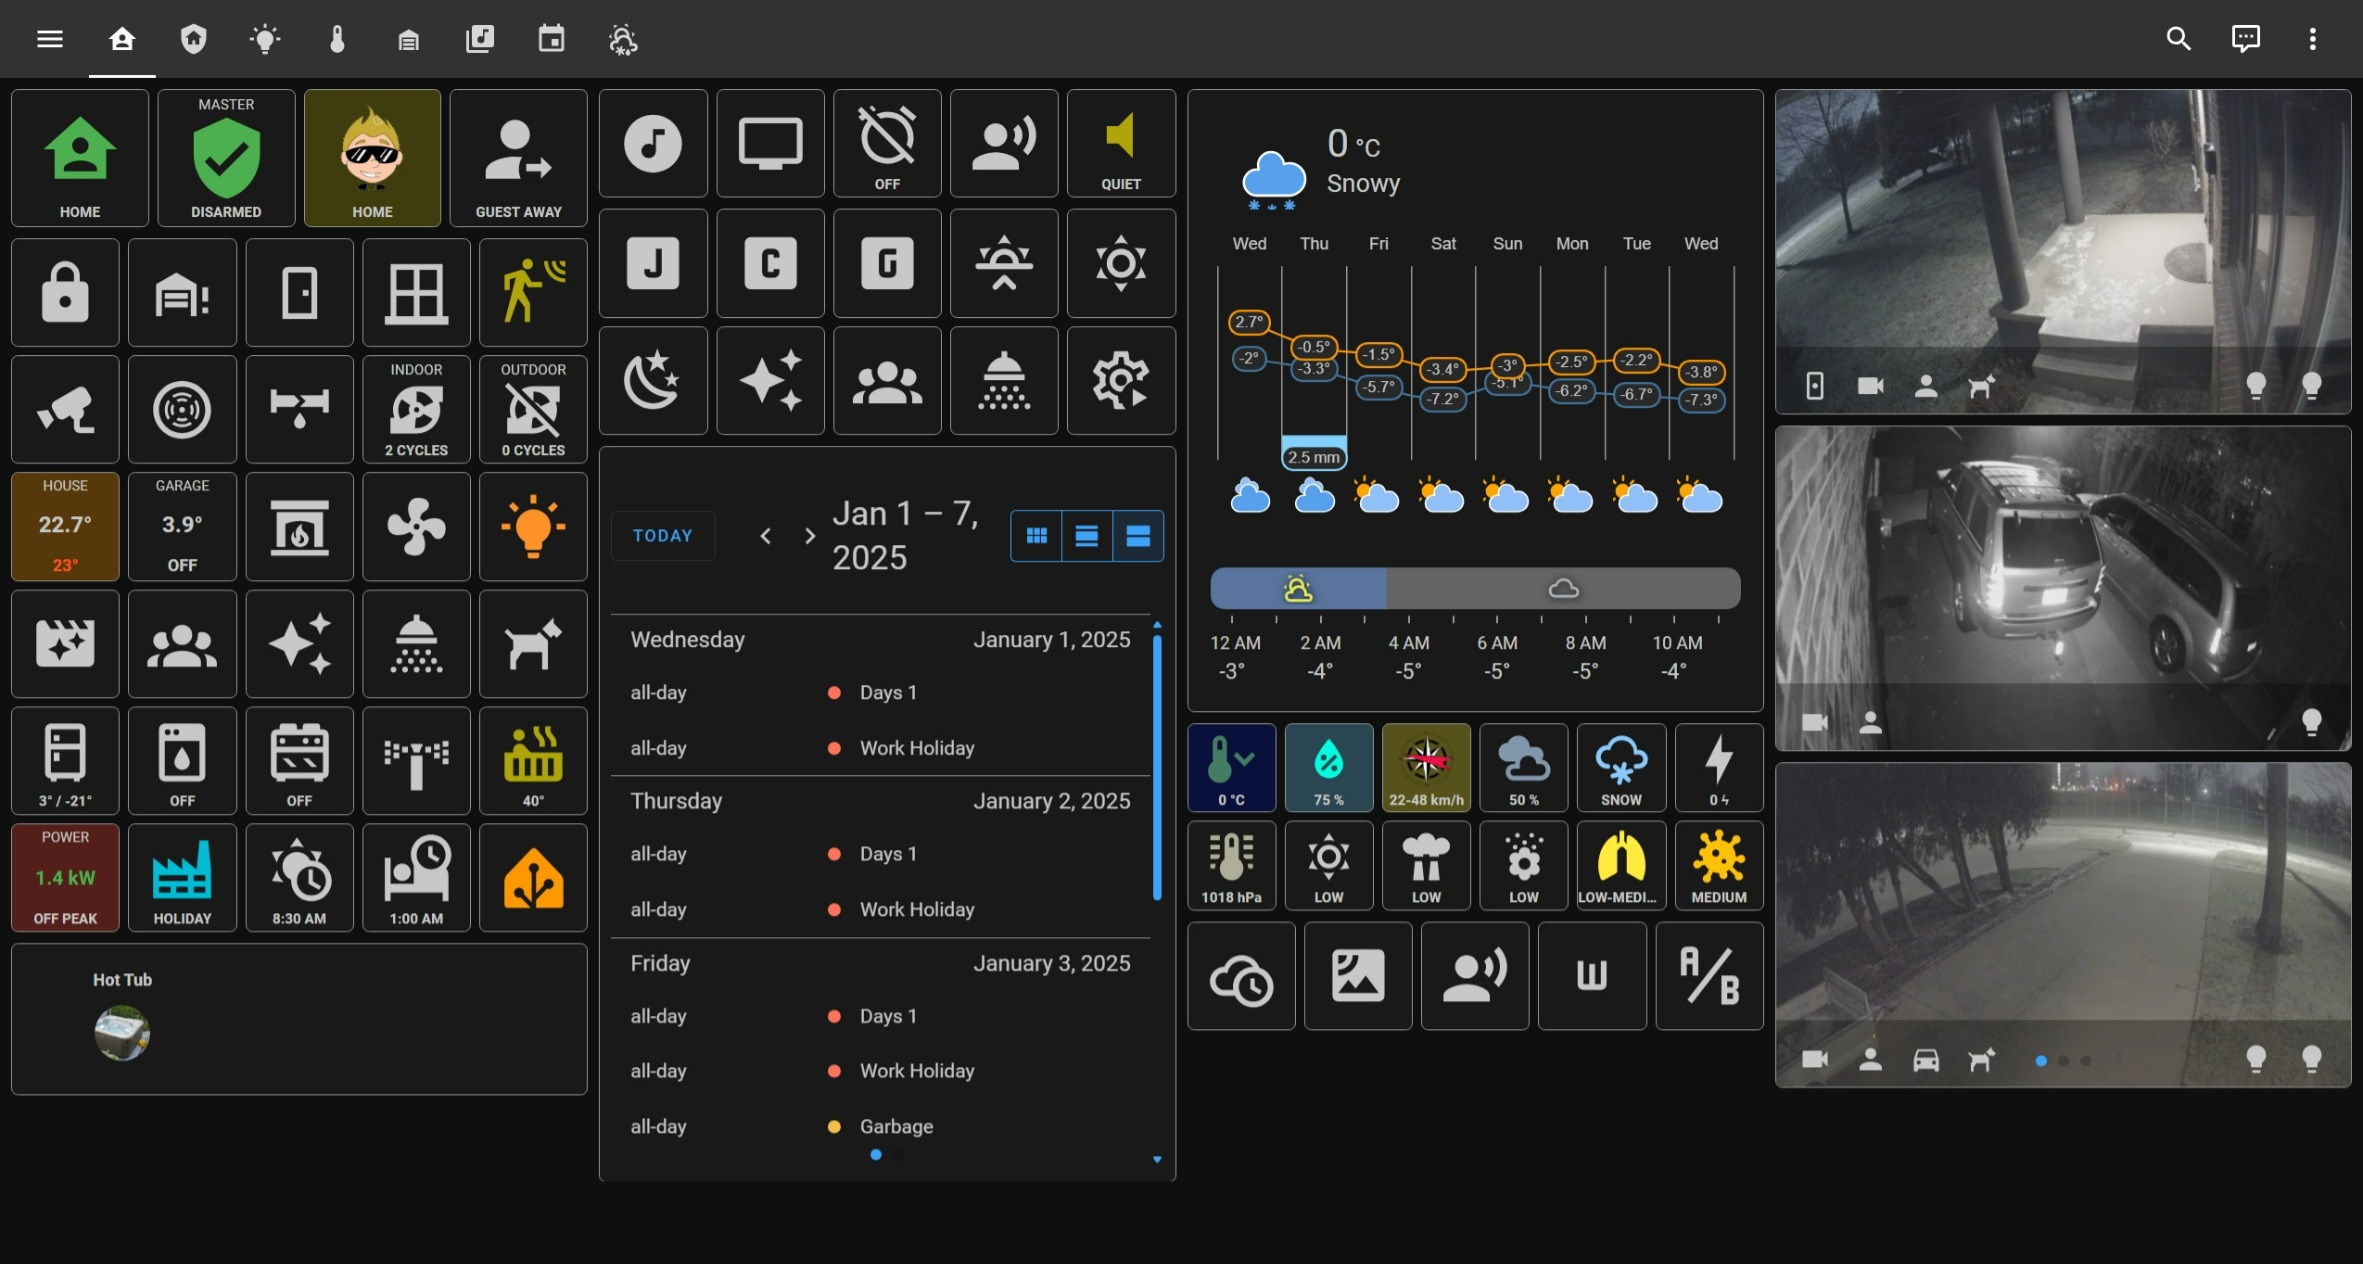 HOME
MASTER
DISARMED
HOME
GUEST AWAY
INDOOR
2 CYCLES
OUTDOOR
0 CYCLES
HOUSE
22.7°
23°
GARAGE
3.9°
OFF
3° / -21°
OFF
OFF
40°
POWER
1.4 kW
OFF PEAK
HOLIDAY
8:30 AM
1:00 AM
Hot Tub
OFF
QUIET
J
C
G
TODAY
Jan 1 – 7,
2025
Wednesday January 1, 2025
all-day Days 1
all-day Work Holiday
Thursday January 2, 2025
all-day Days 1
all-day Work Holiday
Friday January 3, 2025
all-day Days 1
all-day Work Holiday
all-day Garbage
0 °C
Snowy
Wed Thu Fri Sat Sun Mon Tue Wed
2.7° -0.5° -1.5° -3.4° -3° -2.5° -2.2° -3.8°
-2° -3.3° -5.7° -7.2° -5.1° -6.2° -6.7° -7.3°
2.5 mm
12 AM 2 AM 4 AM 6 AM 8 AM 10 AM
-3° -4° -5° -5° -5° -4°
0 °C
75 %
22-48 km/h
50 %
SNOW
0
1018 hPa
LOW
LOW
LOW
LOW-MEDI...
MEDIUM
W
A/B